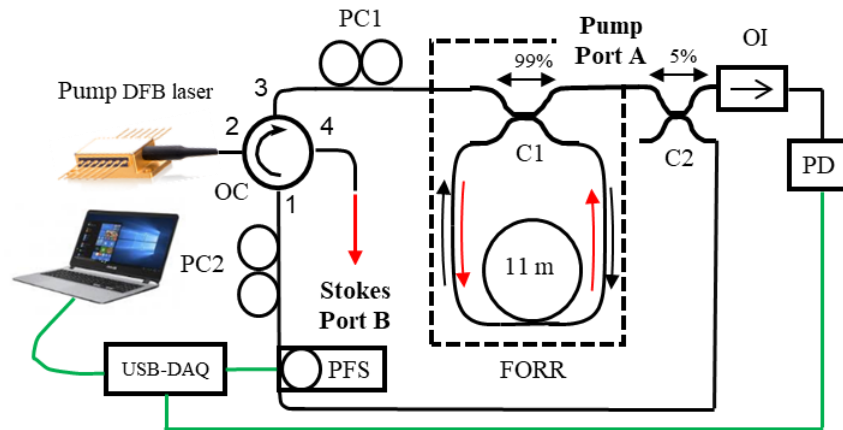 PC1
Pump
Port A
OI
99%
5%
Pump DFB laser
3
2
4
OC
1
C1
C2
PD
PC2
11 m
Stokes
Port B
USB-DAQ
PFS
FORR